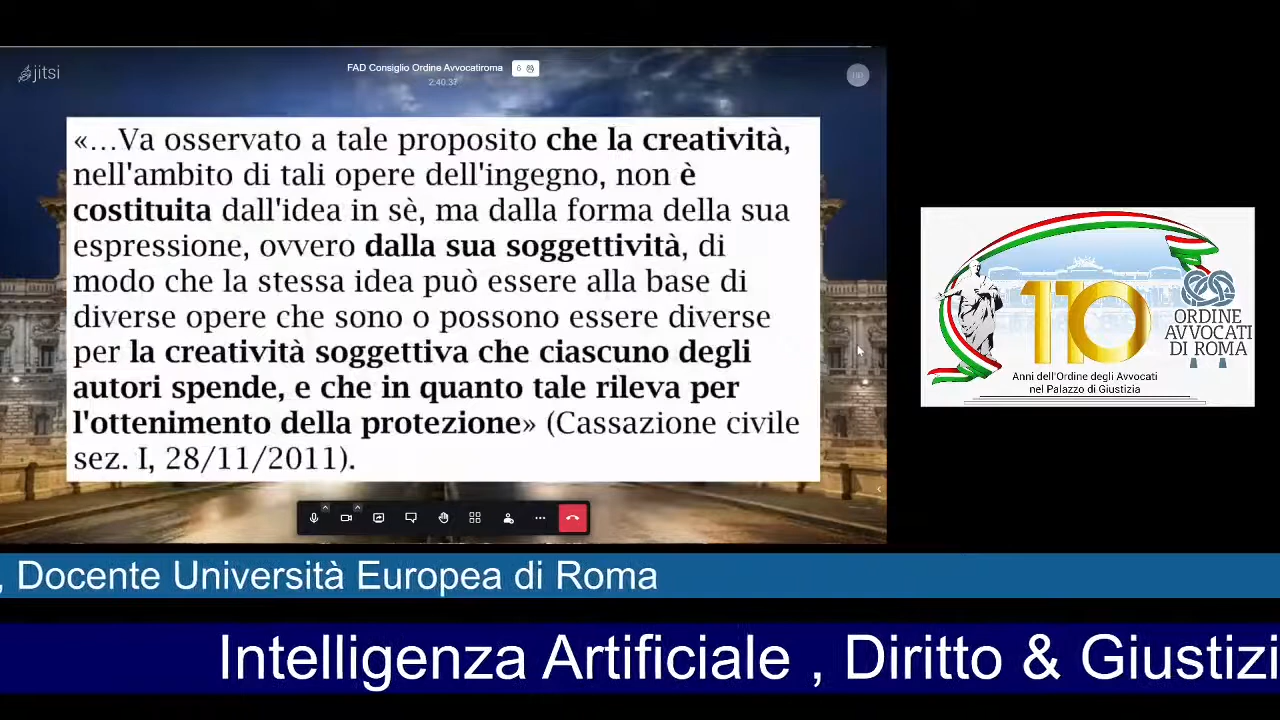 jitsi
FAD Consiglio Ordine Avvocatiroma
6
2:40.37
«…Va osservato a tale proposito che la creatività,
nell'ambito di tali opere dell'ingegno, non è
costituita dall'idea in sè, ma dalla forma della sua
espressione, ovvero dalla sua soggettività, di
modo che la stessa idea può essere alla base di
diverse opere che sono o possono essere diverse
per la creatività soggettiva che ciascuno degli
autori spende, e che in quanto tale rileva per
l'ottenimento della protezione» (Cassazione civile
sez. I, 28/11/2011).
110
ORDINE
AVVOCATI
DI ROMA
Anni dell'Ordine degli Avvocati
nel Palazzo di Giustizia
, Docente Università Europea di Roma
Intelligenza Artificiale , Diritto & Giustizi